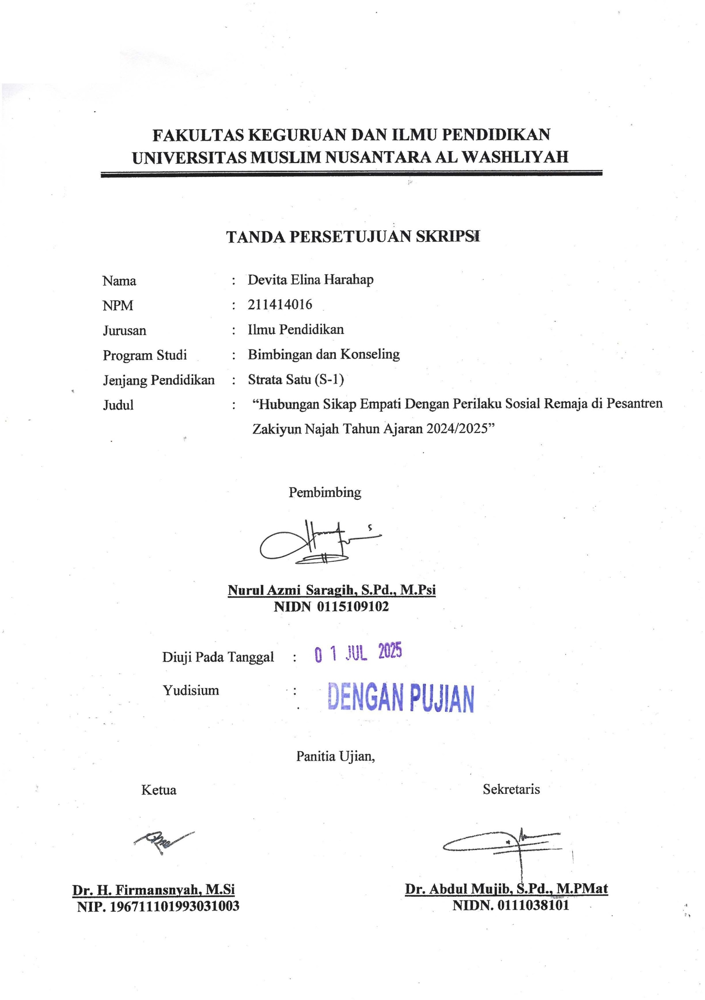 FAKULTAS KEGURUAN DAN ILMU PENDIDIKAN
UNIVERSITAS MUSLIM NUSANTARA AL WASHLIYAH
TANDA PERSETUJUAN SKRIPSI
Nama : Devita Elina Harahap
NPM : 211414016
Jurusan : Ilmu Pendidikan
Program Studi : Bimbingan dan Konseling
Jenjang Pendidikan : Strata Satu (S-1)
Judul : “Hubungan Sikap Empati Dengan Perilaku Sosial Remaja di Pesantren
Zakiyun Najah Tahun Ajaran 2024/2025”
Pembimbing
Nurul Azmi Saragih, S.Pd., M.Psi
NIDN 0115109102
Diuji Pada Tanggal : 01 JUL 2025
Yudisium : DENGAN PUJIAN
Panitia Ujian,
Ketua Sekretaris
Dr. H. Firmansnyah, M.Si Dr. Abdul Mujib, S.Pd., M.PMat
NIP. 196711101993031003 NIDN. 0111038101